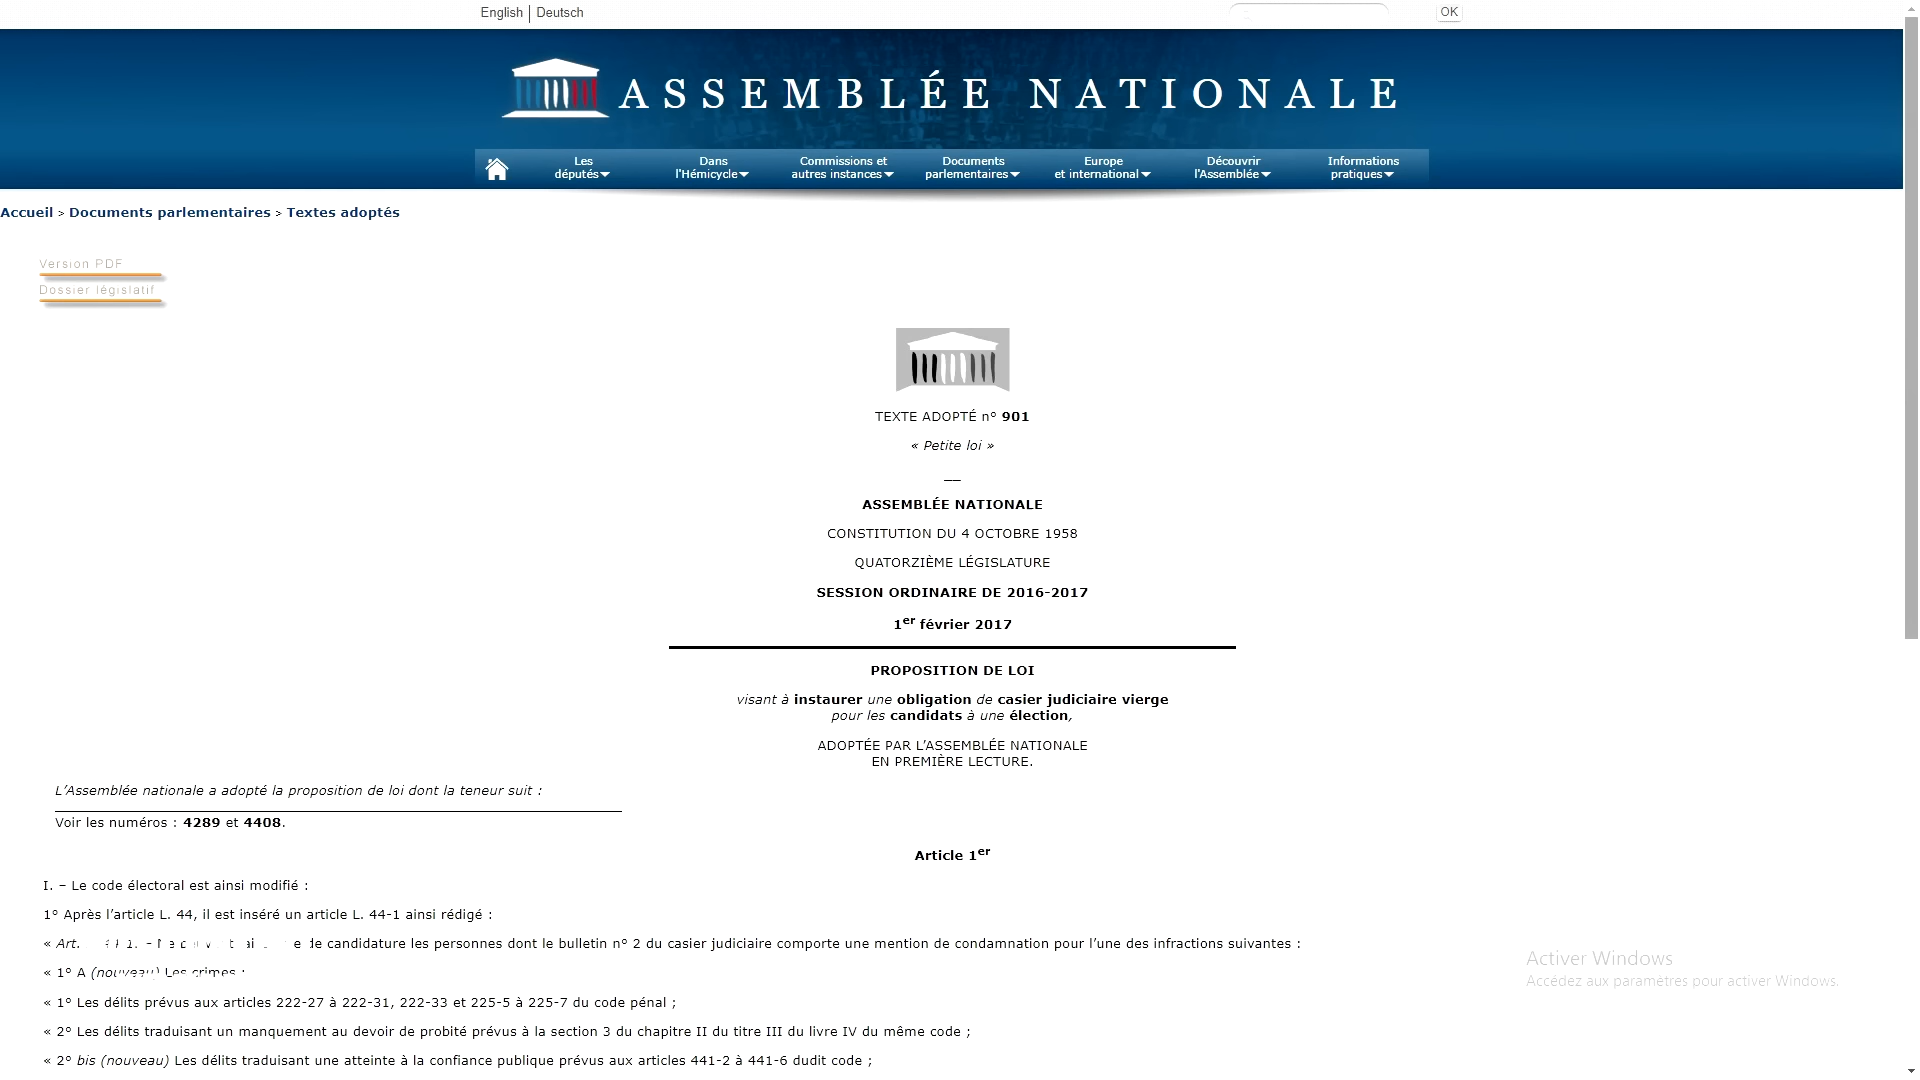 English | Deutsch
OK
ASSEMBLÉE NATIONALE
Les députés
Dans l'Hémicycle
Commissions et autres instances
Documents parlementaires
Europe et international
Découvrir l'Assemblée
Informations pratiques
Accueil > Documents parlementaires > Textes adoptés
Version PDF
Dossier législatif
TEXTE ADOPTÉ n° 901
« Petite loi »
__
ASSEMBLÉE NATIONALE
CONSTITUTION DU 4 OCTOBRE 1958
QUATORZIÈME LÉGISLATURE
SESSION ORDINAIRE DE 2016-2017
1er février 2017
PROPOSITION DE LOI
visant à instaurer une obligation de casier judiciaire vierge
pour les candidats à une élection,
ADOPTÉE PAR L’ASSEMBLÉE NATIONALE
EN PREMIÈRE LECTURE.
L’Assemblée nationale a adopté la proposition de loi dont la teneur suit :
Voir les numéros : 4289 et 4408.
Article 1er
I. – Le code électoral est ainsi modifié :
1° Après l’article L. 44, il est inséré un article L. 44-1 ainsi rédigé :
« Art. – Ne de candidature les personnes dont le bulletin n° 2 du casier judiciaire comporte une mention de condamnation pour l’une des infractions suivantes :
« 1° A (nouveau) Les crimes ;
« 1° Les délits prévus aux articles 222-27 à 222-31, 222-33 et 225-5 à 225-7 du code pénal ;
« 2° Les délits traduisant un manquement au devoir de probité prévus à la section 3 du chapitre II du titre III du livre IV du même code ;
« 2° bis (nouveau) Les délits traduisant une atteinte à la confiance publique prévus aux articles 441-2 à 441-6 dudit code ;
Activer Windows
Accédez aux paramètres pour activer Windows.